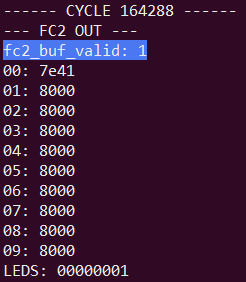 ------ CYCLE 164288 ------
--- FC2 OUT ---
fc2_buf_valid: 1
00: 7e41
01: 8000
02: 8000
03: 8000
04: 8000
05: 8000
06: 8000
07: 8000
08: 8000
09: 8000
LEDS: 00000001